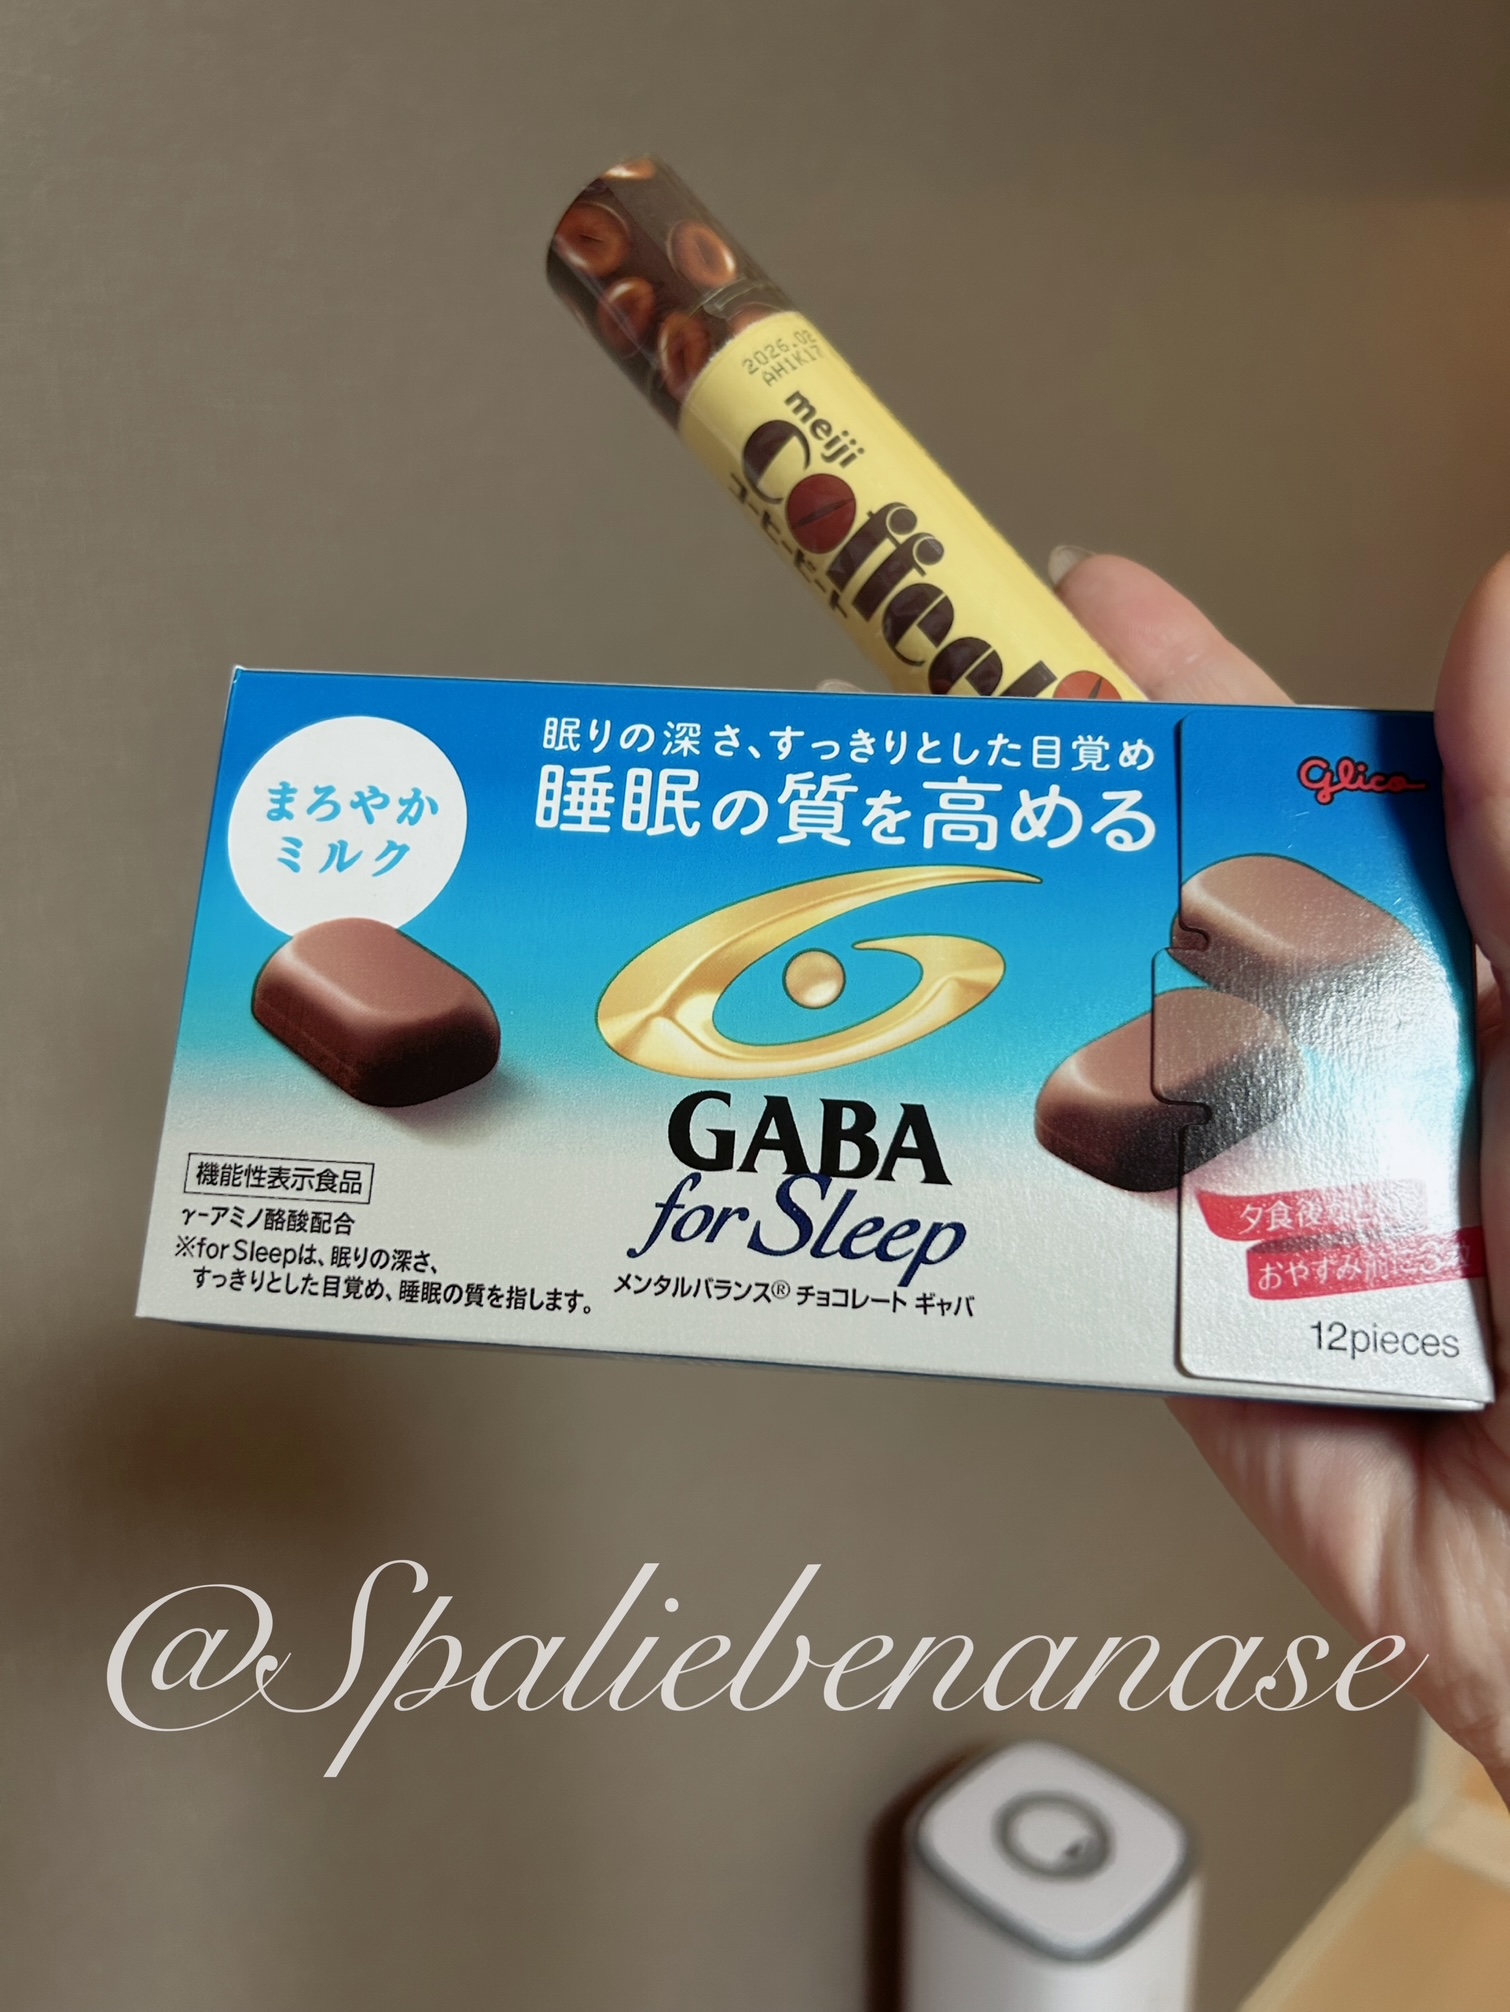 2026.02
AH1K17
meiji
Coffee
コーヒービート
眠りの深さ、すっきりとした目覚め
睡眠の質を高める
glico
まろやか
ミルク
GABA
for Sleep
メンタルバランス® チョコレート ギャバ
機能性表示食品
γ-アミノ酪酸配合
※for Sleepは、眠りの深さ、
すっきりとした目覚め、睡眠の質を指します。
夕食後
おやすみ前に
12pieces
@Spaliebenanase